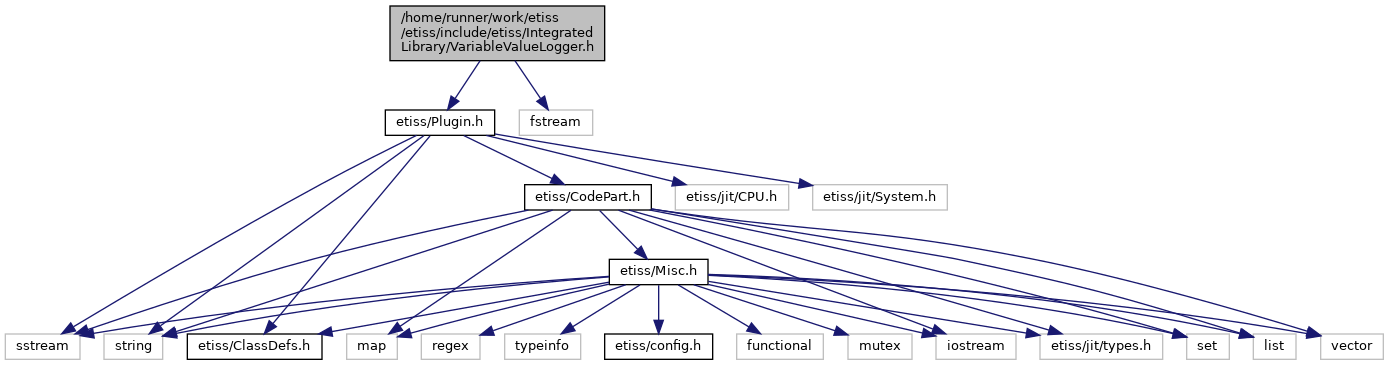 /home/runner/work/etiss
/etiss/include/etiss/Integrated
Library/VariableValueLogger.h
etiss/Plugin.h
fstream
etiss/CodePart.h
etiss/jit/CPU.h
etiss/jit/System.h
etiss/Misc.h
sstream
string
etiss/ClassDefs.h
map
regex
typeinfo
etiss/config.h
functional
mutex
iostream
etiss/jit/types.h
set
list
vector